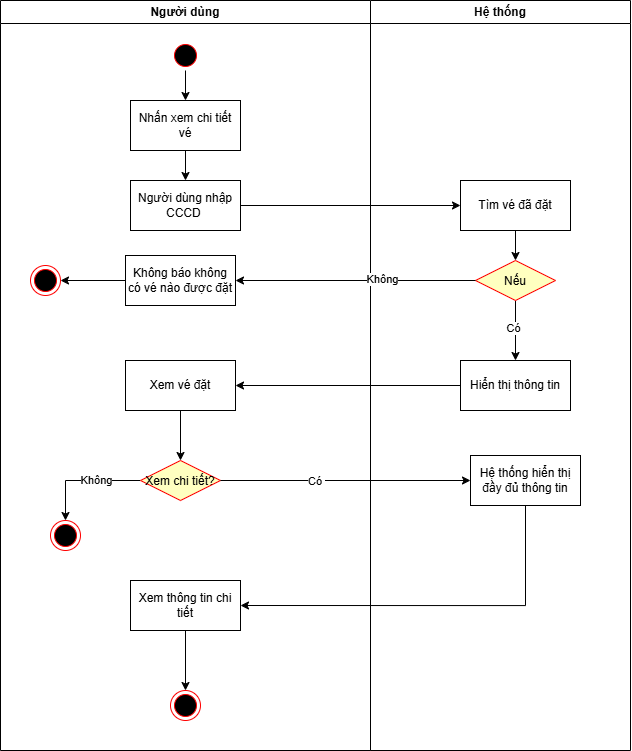 Người dùng
Hệ thống
Nhấn xem chi tiết
vé
Người dùng nhập
CCCD
Tìm vé đã đặt
Không báo không
có vé nào được đặt
Không
Nếu
Có
Xem vé đặt
Hiển thị thông tin
Không
Xem chi tiết?
Có
Hệ thống hiển thị
đầy đủ thông tin
Xem thông tin chi
tiết